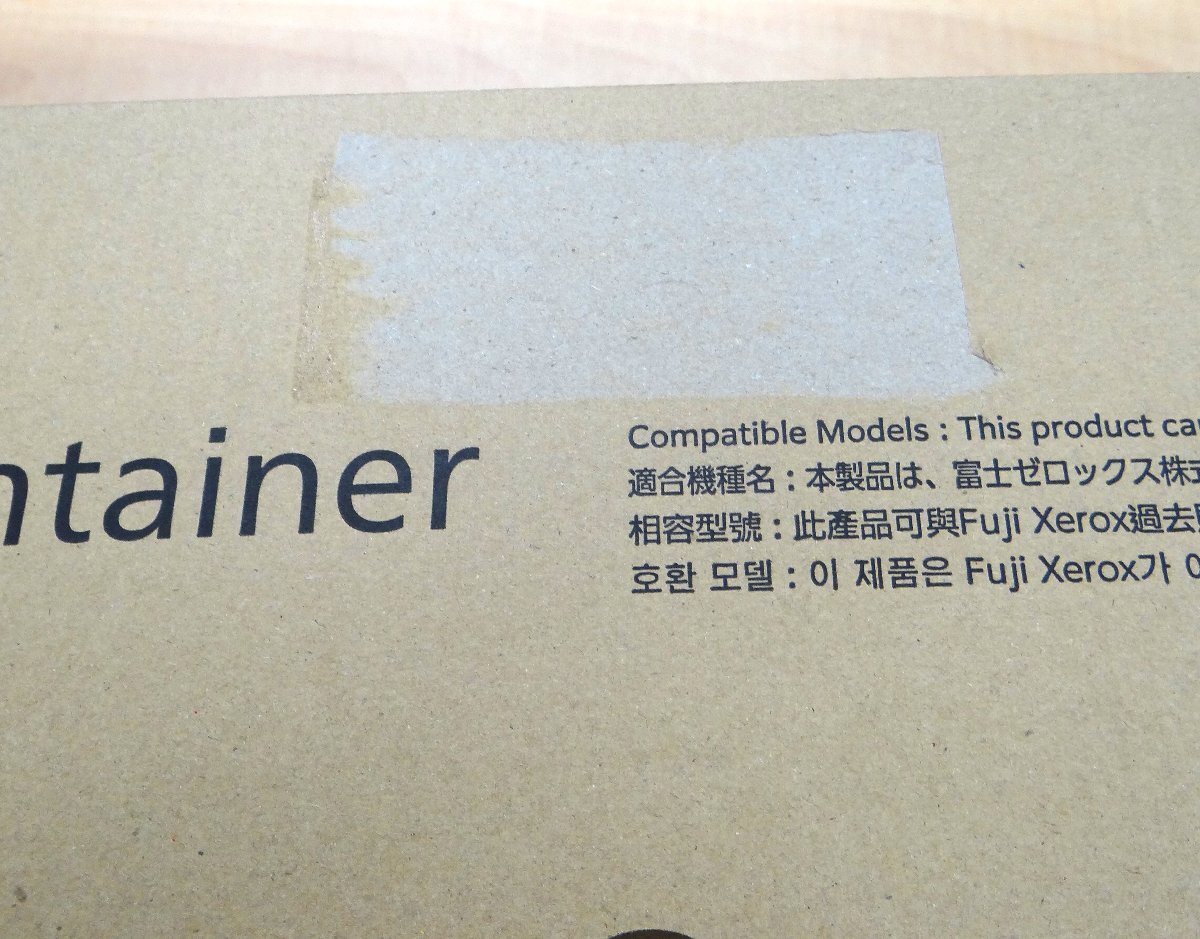 ntainer
Compatible Models : This product ca
適合機種名 : 本製品は、富士ゼロックス株式
相容型號 : 此產品可與Fuji Xerox過去
호환 모델 : 이 제품은 Fuji Xerox가